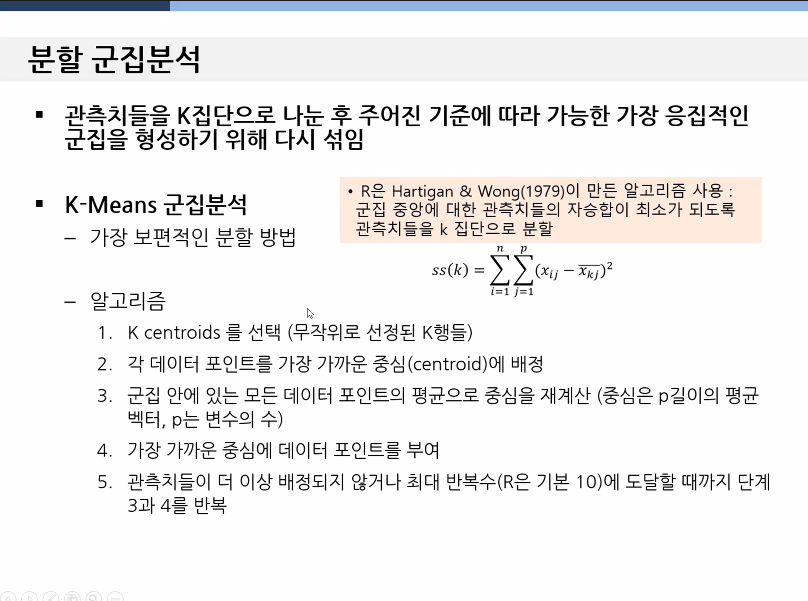 분할 군집분석
▪ 관측치들을 K집단으로 나눈 후 주어진 기준에 따라 가능한 가장 응집적인
군집을 형성하기 위해 다시 섞임
▪ K-Means 군집분석
– 가장 보편적인 분할 방법
• R은 Hartigan & Wong(1979)이 만든 알고리즘 사용 :
군집 중앙에 대한 관측치들의 자승합이 최소가 되도록
관측치들을 k 집단으로 분할
$ss(k) = \sum_{i=1}^{n} \sum_{j=1}^{p} (x_{ij} - \overline{x_{kj}})^2$
– 알고리즘
1. K centroids 를 선택 (무작위로 선정된 K행들)
2. 각 데이터 포인트를 가장 가까운 중심(centroid)에 배정
3. 군집 안에 있는 모든 데이터 포인트의 평균으로 중심을 재계산 (중심은 p길이의 평균
벡터, p는 변수의 수)
4. 가장 가까운 중심에 데이터 포인트를 부여
5. 관측치들이 더 이상 배정되지 않거나 최대 반복수(R은 기본 10)에 도달할 때까지 단계
3과 4를 반복